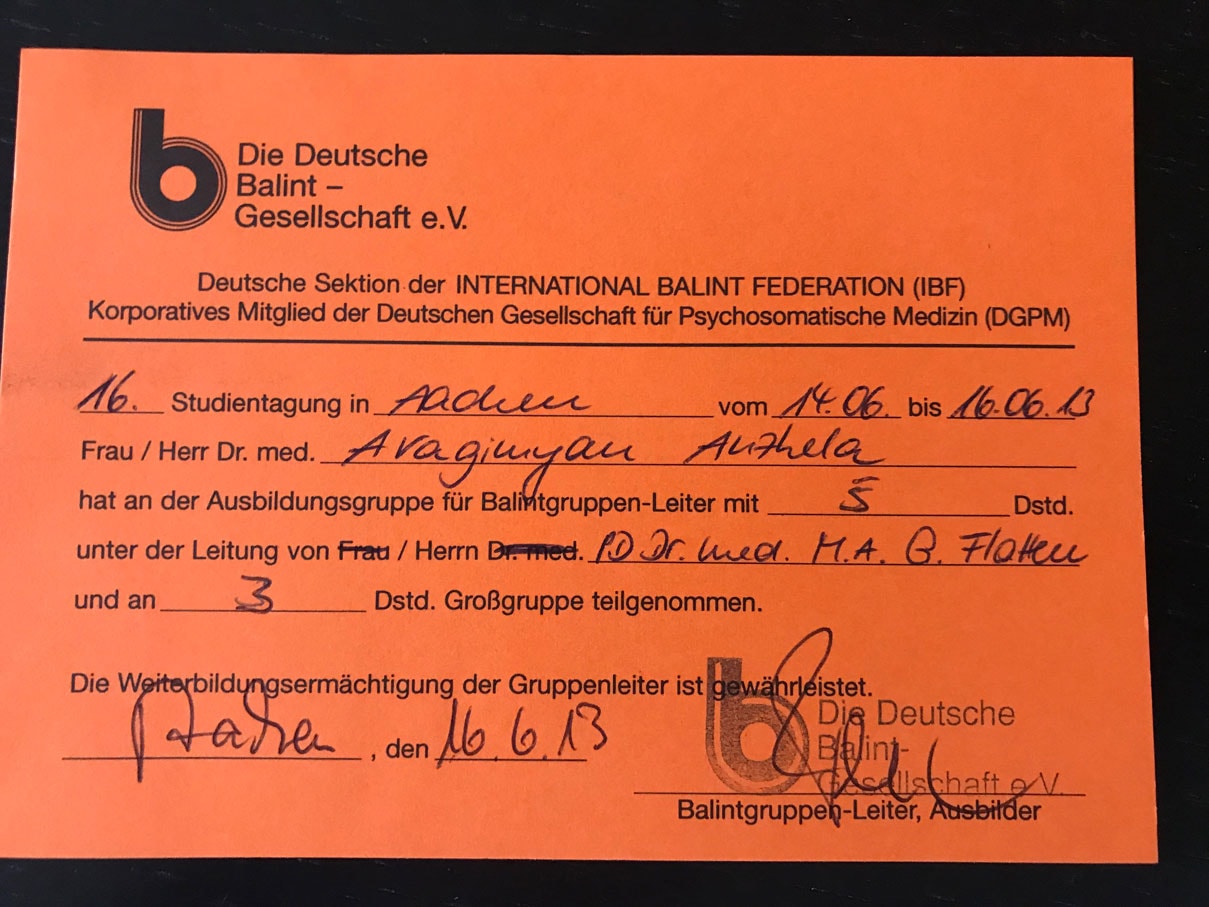 Die Deutsche
Balint –
Gesellschaft e.V.
Deutsche Sektion der INTERNATIONAL BALINT FEDERATION (IBF)
Korporatives Mitglied der Deutschen Gesellschaft für Psychosomatische Medizin (DGPM)
16. Studientagung in Aachen vom 14.06. bis 16.06.13
Frau / Herr Dr. med. Araginyan Anzhela
hat an der Ausbildungsgruppe für Balintgruppen-Leiter mit 5 Dstd.
unter der Leitung von Frau / Herrn Dr. med. PD Dr. med. M.A. G. Flatten
und an 3 Dstd. Großgruppe teilgenommen.
Die Weiterbildungsermächtigung der Gruppenleiter ist gewährleistet.
Aachen, den 16.6.13
Die Deutsche
Balint-
Gesellschaft e.V.
Balintgruppen-Leiter, Ausbilder